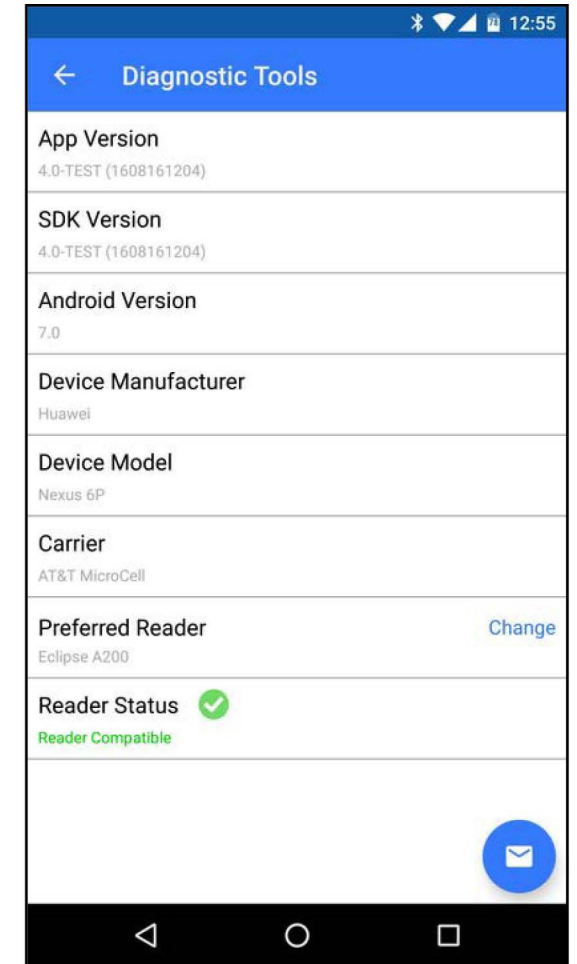 12:55
Diagnostic Tools
App Version
4.0-TEST (1608161204)
SDK Version
4.0-TEST (1608161204)
Android Version
7.0
Device Manufacturer
Huawei
Device Model
Nexus 6P
Carrier
AT&T MicroCell
Preferred Reader Change
Eclipse A200
Reader Status
Reader Compatible